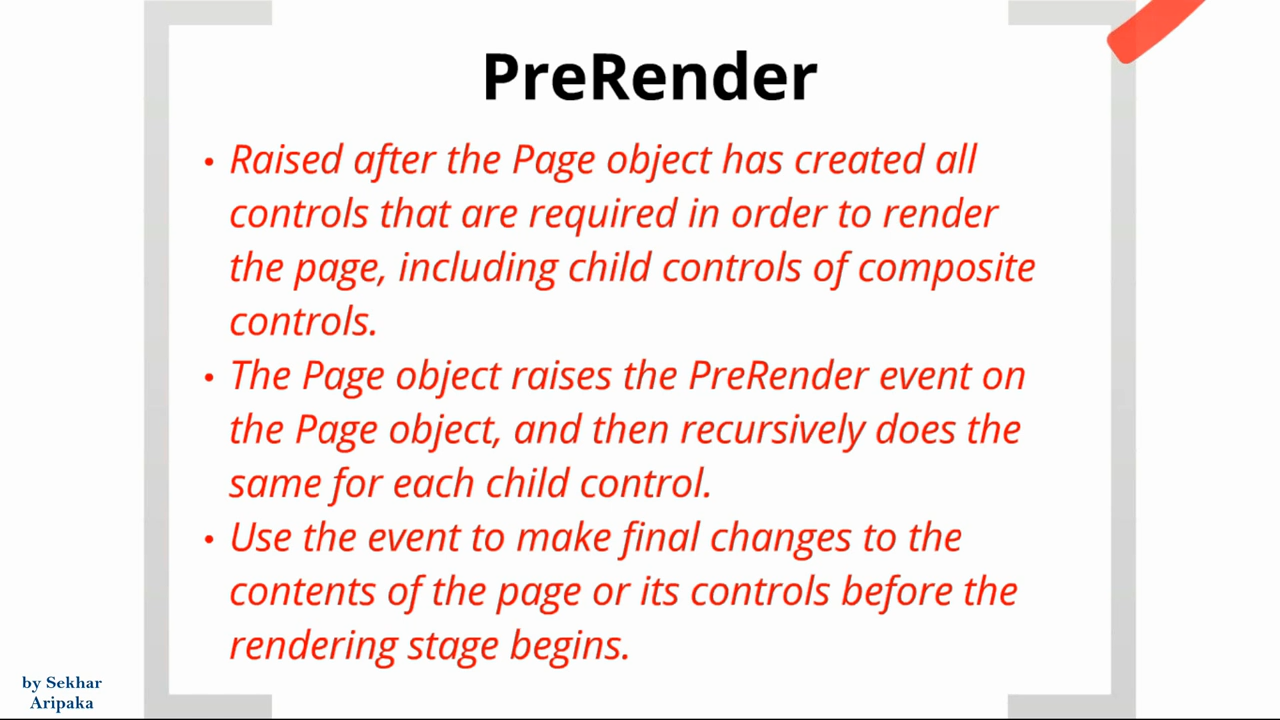 PreRender
• Raised after the Page object has created all
controls that are required in order to render
the page, including child controls of composite
controls.
• The Page object raises the PreRender event on
the Page object, and then recursively does the
same for each child control.
• Use the event to make final changes to the
contents of the page or its controls before the
rendering stage begins.
by Sekhar
Aripaka